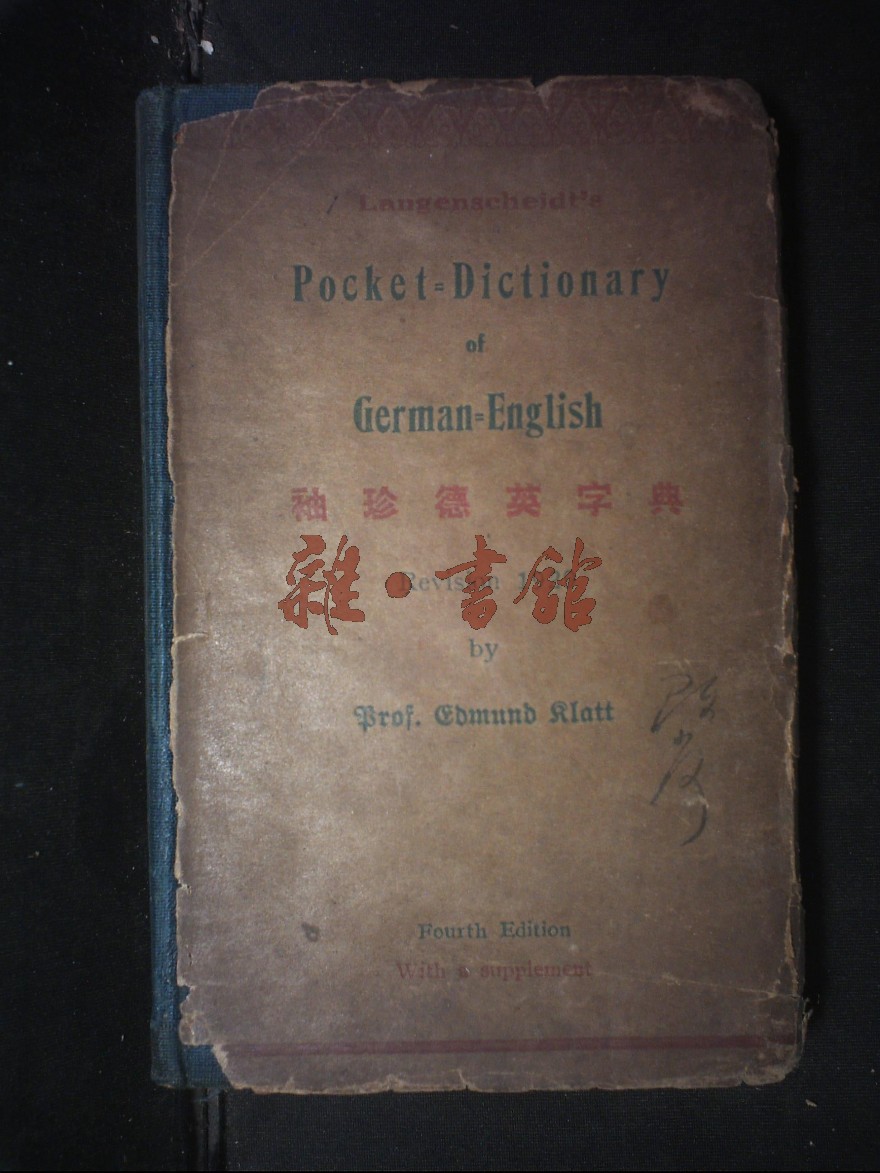 Langenscheidt's
Pocket=Dictionary
of
German=English
袖珍德英字典
雜·書館
Revision
by
Prof. Edmund Klatt
Fourth Edition
With a supplement